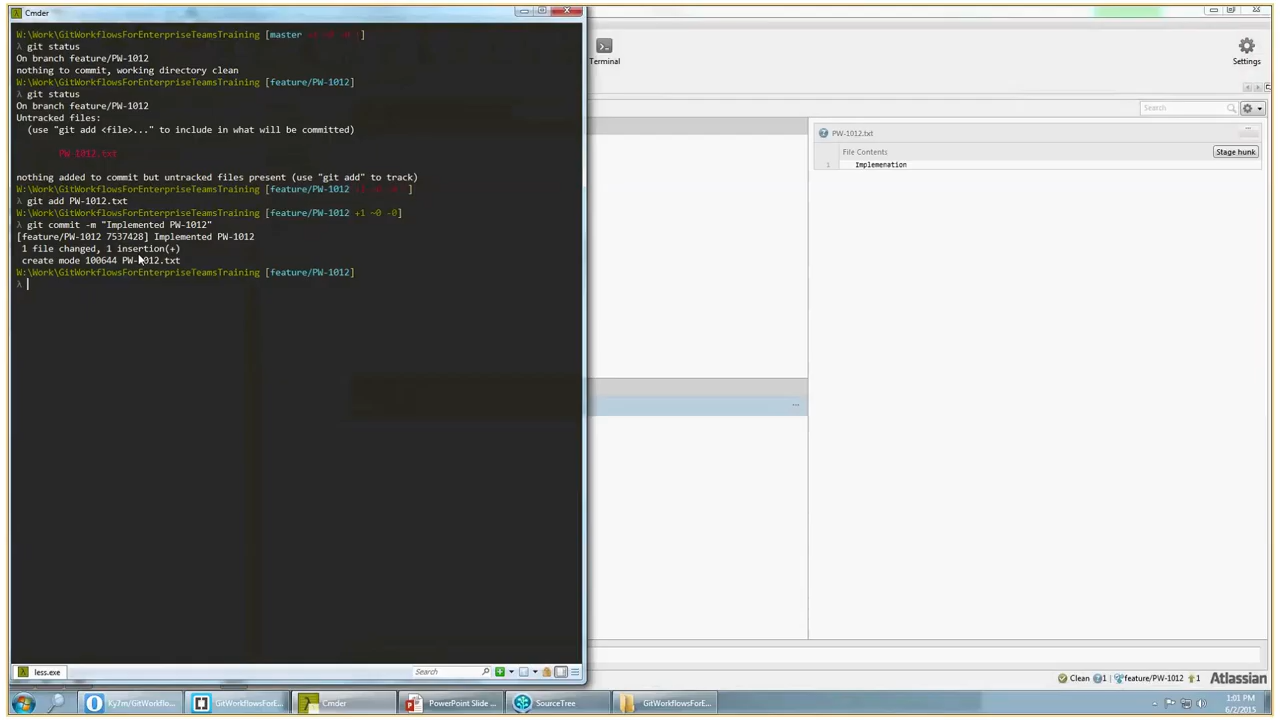 Cmder
W:\Work\GitWorkflowsForEnterpriseTeamsTraining [master ]
λ git status
On branch feature/PW-1012
nothing to commit, working directory clean
W:\Work\GitWorkflowsForEnterpriseTeamsTraining [feature/PW-1012]
λ git status
On branch feature/PW-1012
Untracked files:
(use "git add <file>..." to include in what will be committed)
PW-1012.txt
nothing added to commit but untracked files present (use "git add" to track)
W:\Work\GitWorkflowsForEnterpriseTeamsTraining [feature/PW-1012 ]
λ git add PW-1012.txt
W:\Work\GitWorkflowsForEnterpriseTeamsTraining [feature/PW-1012 +1 ~0 -0]
λ git commit -m "Implemented PW-1012"
[feature/PW-1012 7537428] Implemented PW-1012
1 file changed, 1 insertion(+)
create mode 100644 PW-1012.txt
W:\Work\GitWorkflowsForEnterpriseTeamsTraining [feature/PW-1012]
λ
less.exe
Search
Terminal
Settings
Search
PW-1012.txt
File Contents
Stage hunk
1 Implemenation
Clean 1 feature/PW-1012 1 Atlassian
Ky7m/GitWorkflo...
GitWorkflowsForE...
Cmder
PowerPoint Slide ...
SourceTree
GitWorkflowsForE...
1:01 PM
6/2/2015